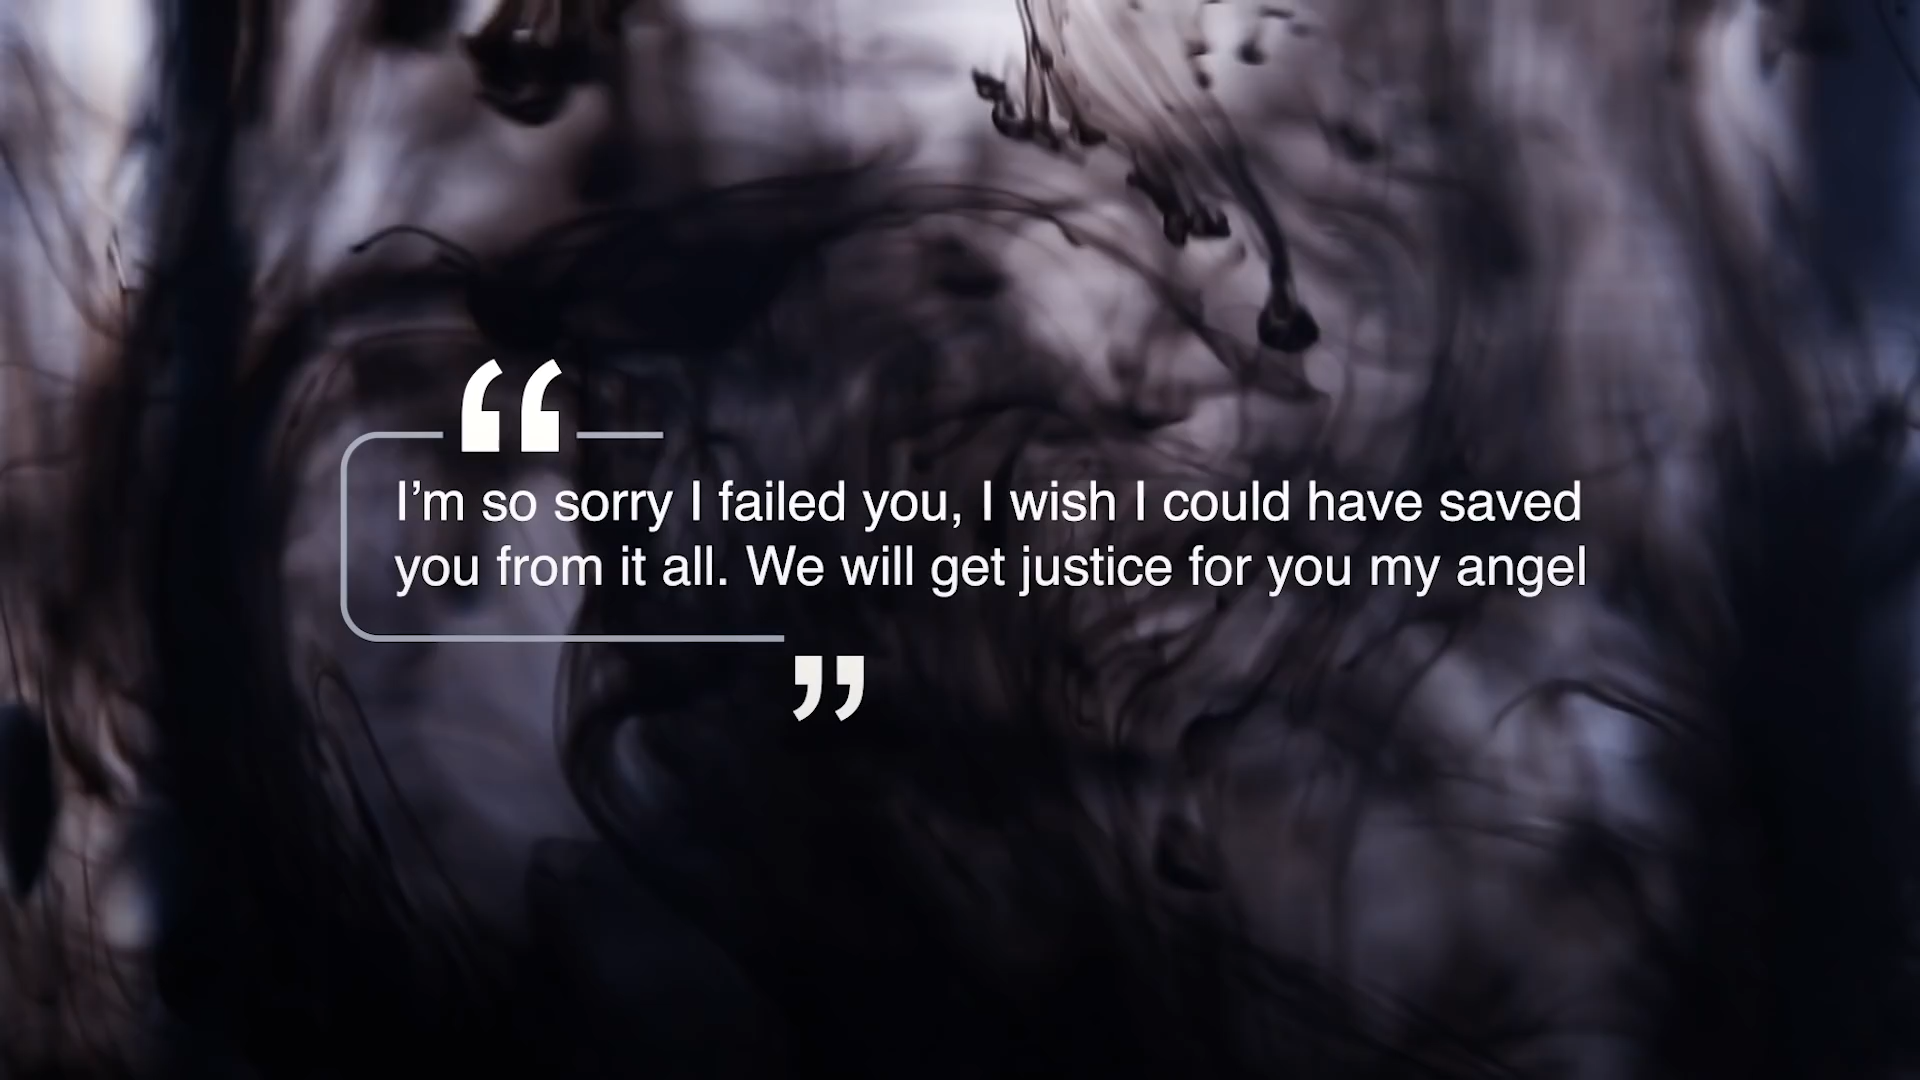 “
I’m so sorry I failed you, I wish I could have saved
you from it all. We will get justice for you my angel
”